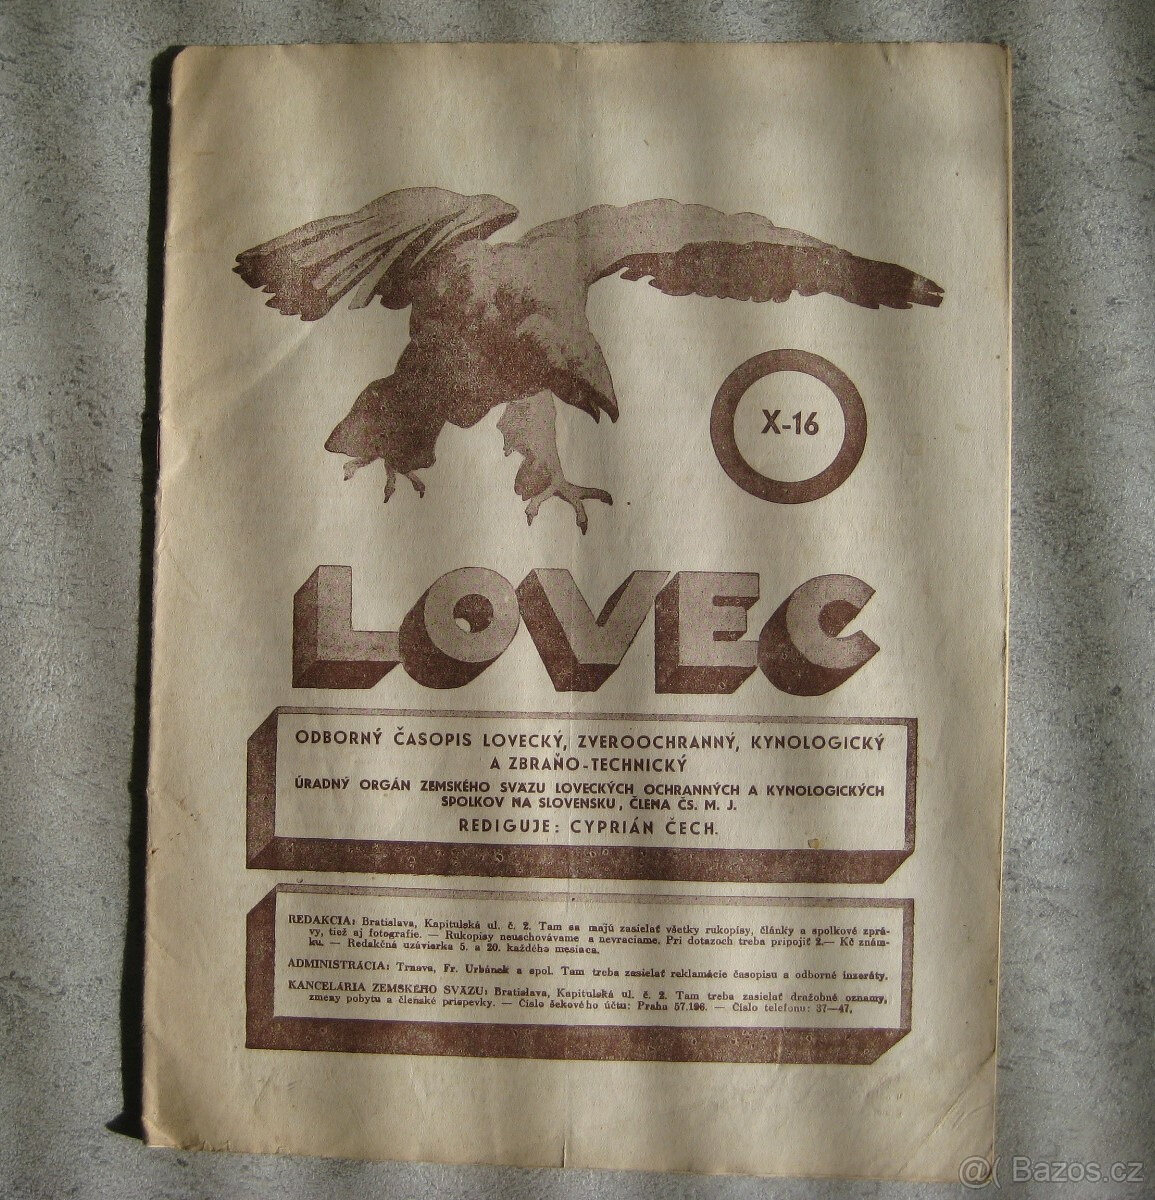 X-16
LOVEC
ODBORNÝ ČASOPIS LOVECKÝ, ZVEROOCHRANNÝ, KYNOLOGICKÝ
A ZBRAŇO-TECHNICKÝ
ÚRADNÝ ORGÁN ZEMSKÉHO SVÄZU LOVECKÝCH OCHRANNÝCH A KYNOLOGICKÝCH
SPOLKOV NA SLOVENSKU, ČLENA ČS. M. J.
REDIGUJE: CYPRIÁN ČECH.
REDAKCIA: Bratislava, Kapitulská ul. č. 2. Tam sa majú zasielať všetky rukopisy, články a spolkové zprá-
vy, tiež aj fotografie. — Rukopisy neuschovávame a nevraciame. Pri dotazoch treba pripojiť 2.— Kč znám-
ku. — Redakčná uzávierka 5. a 20. každého mesiaca.
ADMINISTRÁCIA: Trnava, Fr. Urbánek a spol. Tam treba zasielať reklamácie časopisu a odborné inzeráty.
KANCELÁRIA ZEMSKÉHO SVÄZU: Bratislava, Kapitulská ul. č. 2. Tam treba zasielať dražobné oznamy,
zmeny pobytu a členské príspevky. — Číslo šekového účtu: Praha 57.196. — Číslo telefonu: 37—47.
@( Bazos.cz